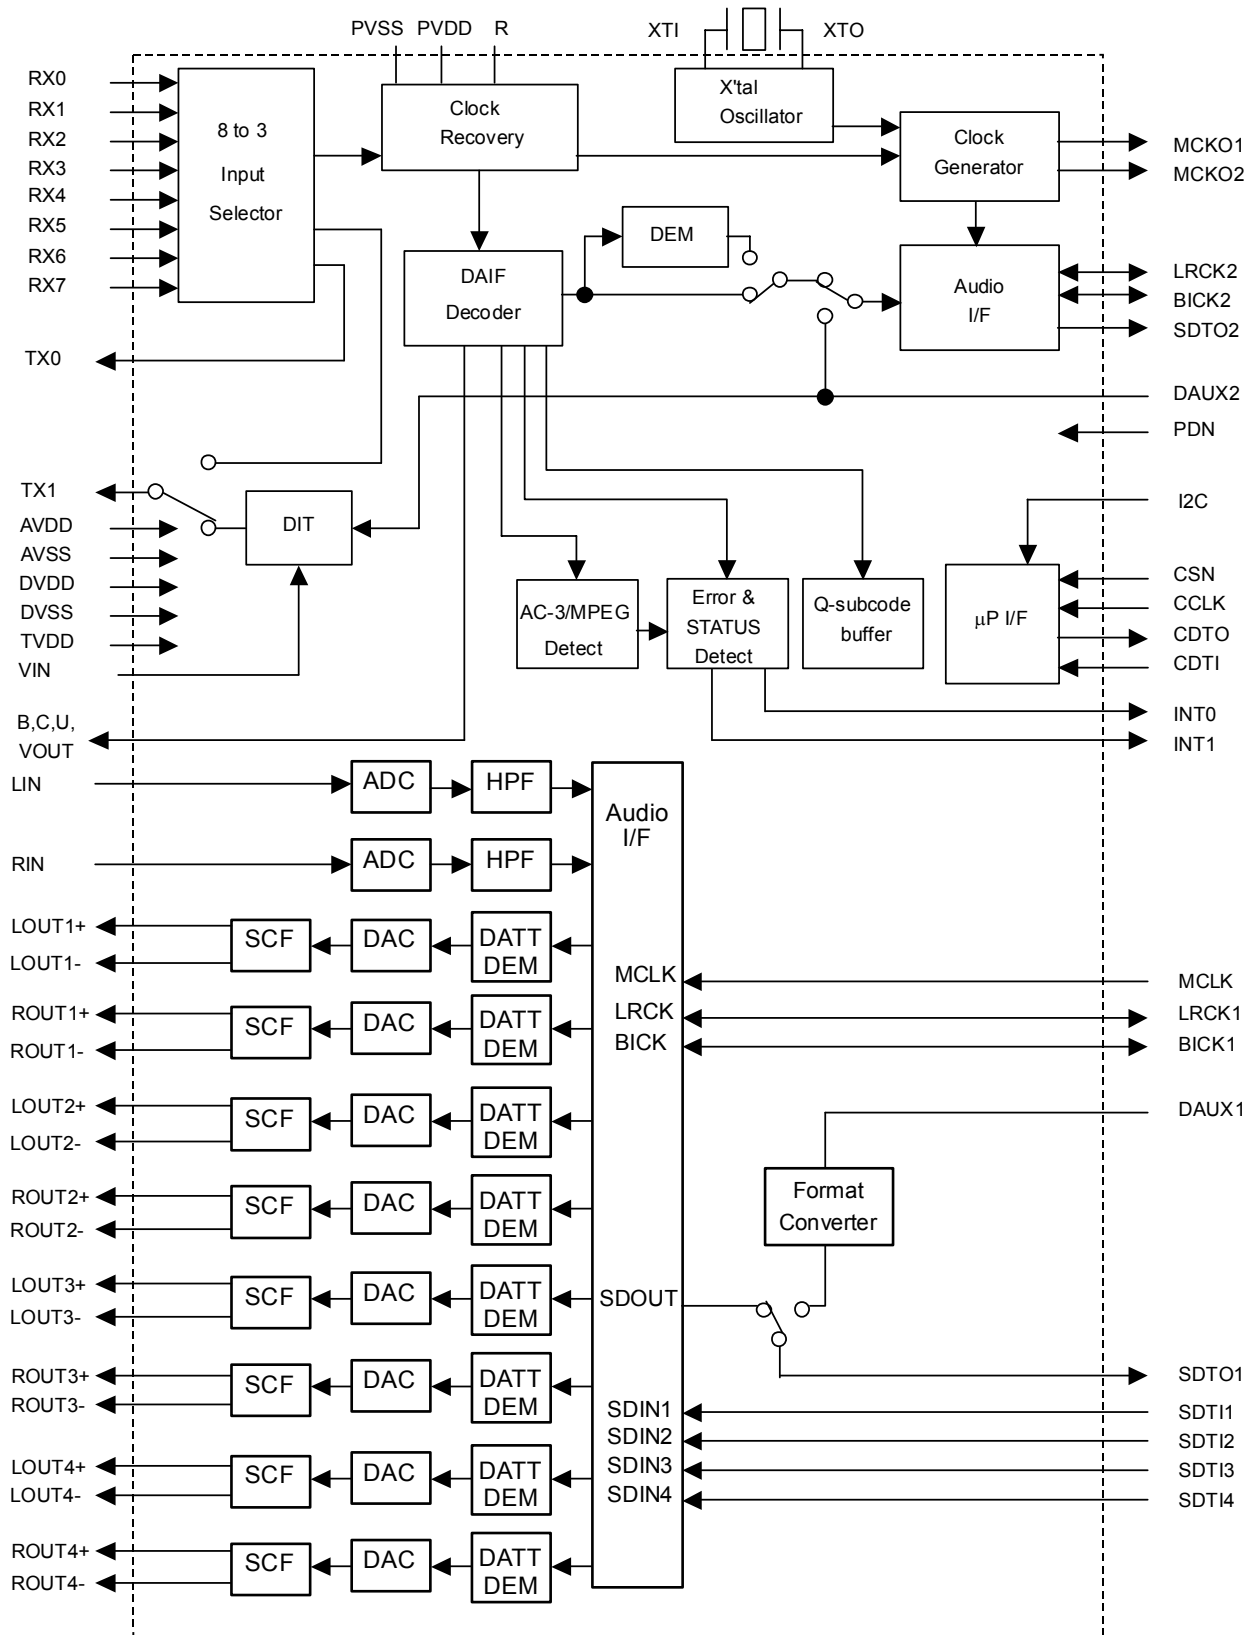 PVSS PVDD R XTI XTO
RX0
RX1
RX2
RX3
RX4
RX5
RX6
RX7
8 to 3
Input
Selector
Clock
Recovery
X'tal
Oscillator
Clock
Generator
MCKO1
MCKO2
DEM
DAIF
Decoder
Audio
I/F
LRCK2
BICK2
SDTO2
TX0
DAUX2
PDN
TX1
AVDD
AVSS
DVDD
DVSS
TVDD
VIN
DIT
I2C
CSN
CCLK
CDTO
CDTI
AC-3/MPEG
Detect
Error &
STATUS
Detect
Q-subcode
buffer
µP I/F
INT0
INT1
B,C,U,
VOUT
LIN
ADC
HPF
Audio
I/F
RIN
ADC
HPF
LOUT1+
LOUT1-
SCF
DAC
DATT
DEM
MCLK
MCLK
ROUT1+
ROUT1-
SCF
DAC
DATT
DEM
LRCK
LRCK1
BICK
BICK1
LOUT2+
LOUT2-
SCF
DAC
DATT
DEM
DAUX1
ROUT2+
ROUT2-
SCF
DAC
DATT
DEM
Format
Converter
LOUT3+
LOUT3-
SCF
DAC
DATT
DEM
SDOUT
ROUT3+
ROUT3-
SCF
DAC
DATT
DEM
SDTO1
SDIN1
SDTI1
SDIN2
SDTI2
SDIN3
SDTI3
SDIN4
SDTI4
LOUT4+
LOUT4-
SCF
DAC
DATT
DEM
ROUT4+
ROUT4-
SCF
DAC
DATT
DEM